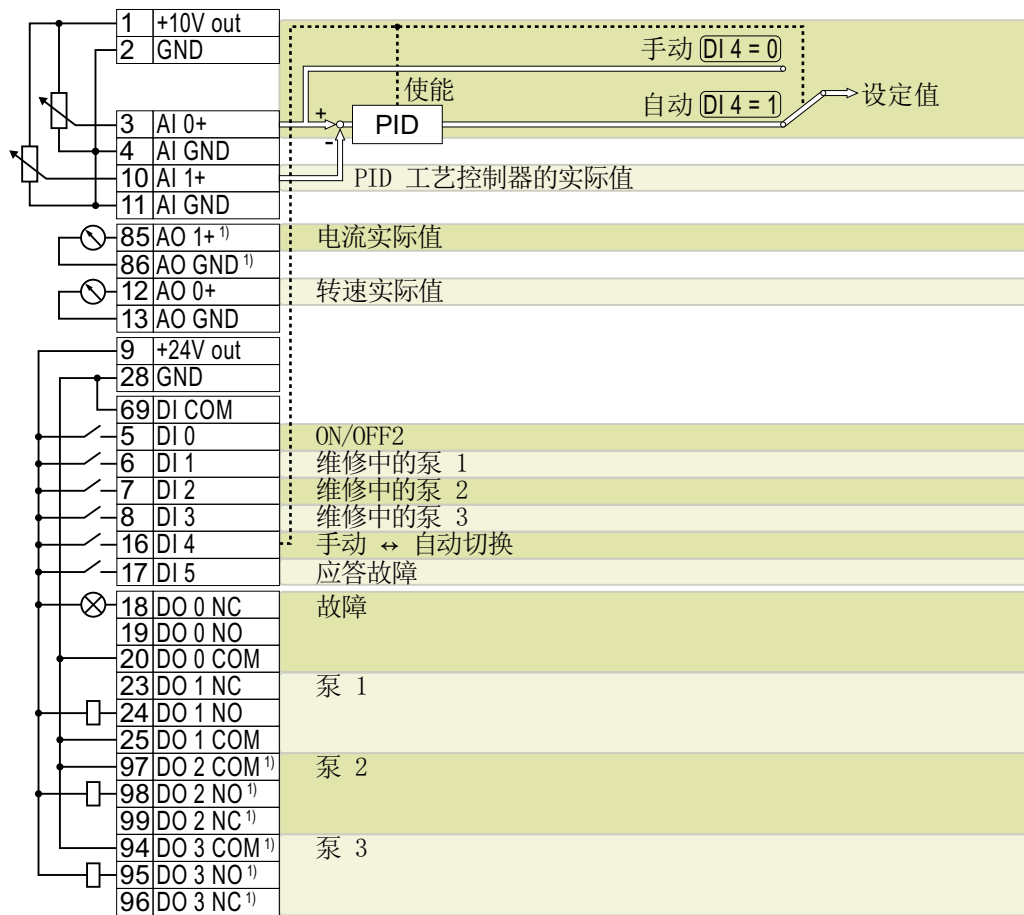 1 +10V out
2 GND
手动 DI 4 = 0
使能
自动 DI 4 = 1
设定值
3 AI 0+
+
PID
4 AI GND
-
10 AI 1+ PID 工艺控制器的实际值
11 AI GND
85 AO 1+ 1) 电流实际值
86 AO GND 1)
12 AO 0+ 转速实际值
13 AO GND
9 +24V out
28 GND
69 DI COM
5 DI 0 ON/OFF2
6 DI 1 维修中的泵 1
7 DI 2 维修中的泵 2
8 DI 3 维修中的泵 3
16 DI 4 手动 ↔ 自动切换
17 DI 5 应答故障
18 DO 0 NC 故障
19 DO 0 NO
20 DO 0 COM
23 DO 1 NC 泵 1
24 DO 1 NO
25 DO 1 COM
97 DO 2 COM 1) 泵 2
98 DO 2 NO 1)
99 DO 2 NC 1)
94 DO 3 COM 1) 泵 3
95 DO 3 NO 1)
96 DO 3 NC 1)